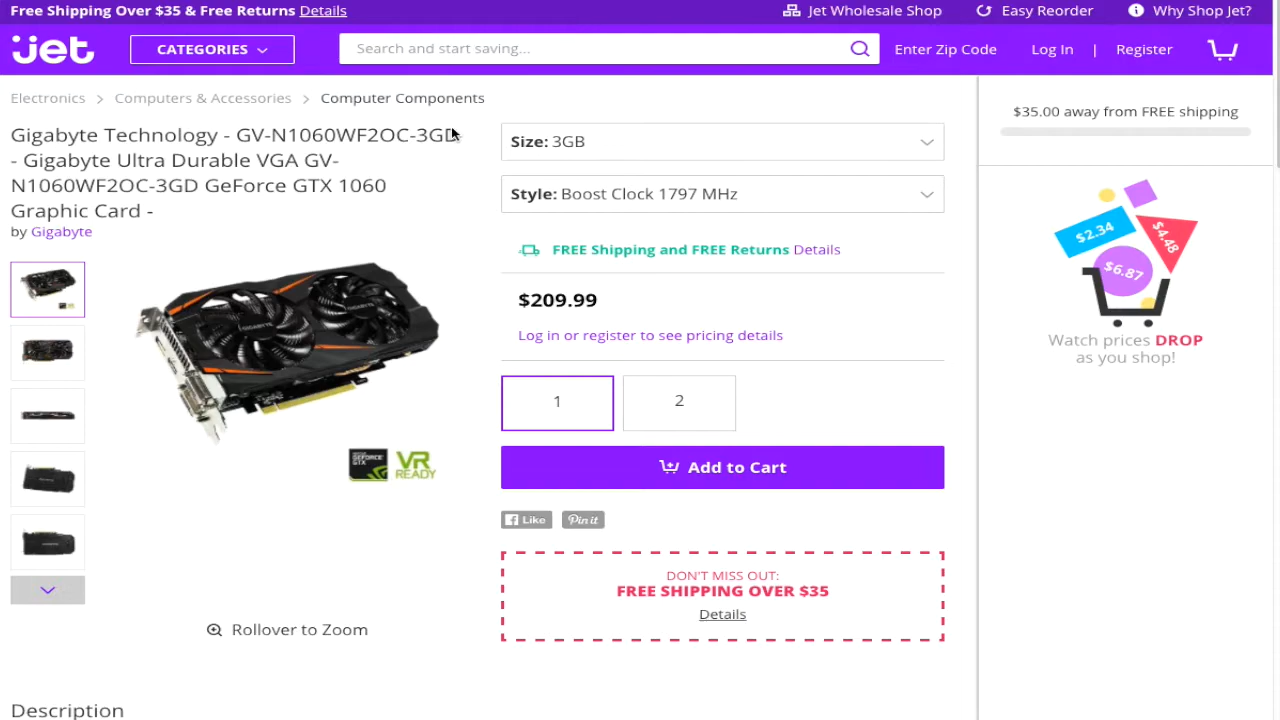 Free Shipping Over $35 & Free Returns Details
Jet Wholesale Shop
Easy Reorder
Why Shop Jet?
jet
CATEGORIES
Search and start saving...
Enter Zip Code
Log In
|
Register
Electronics > Computers & Accessories > Computer Components
Gigabyte Technology - GV-N1060WF2OC-3GD
- Gigabyte Ultra Durable VGA GV-
N1060WF2OC-3GD GeForce GTX 1060
Graphic Card -
by Gigabyte
GEFORCE
GTX
VR
READY
Rollover to Zoom
Size: 3GB
Style: Boost Clock 1797 MHz
FREE Shipping and FREE Returns Details
$209.99
Log in or register to see pricing details
1
2
Add to Cart
Like
Pin it
DON'T MISS OUT:
FREE SHIPPING OVER $35
Details
$35.00 away from FREE shipping
$2.34
$4.48
$6.87
Watch prices DROP
as you shop!
Description